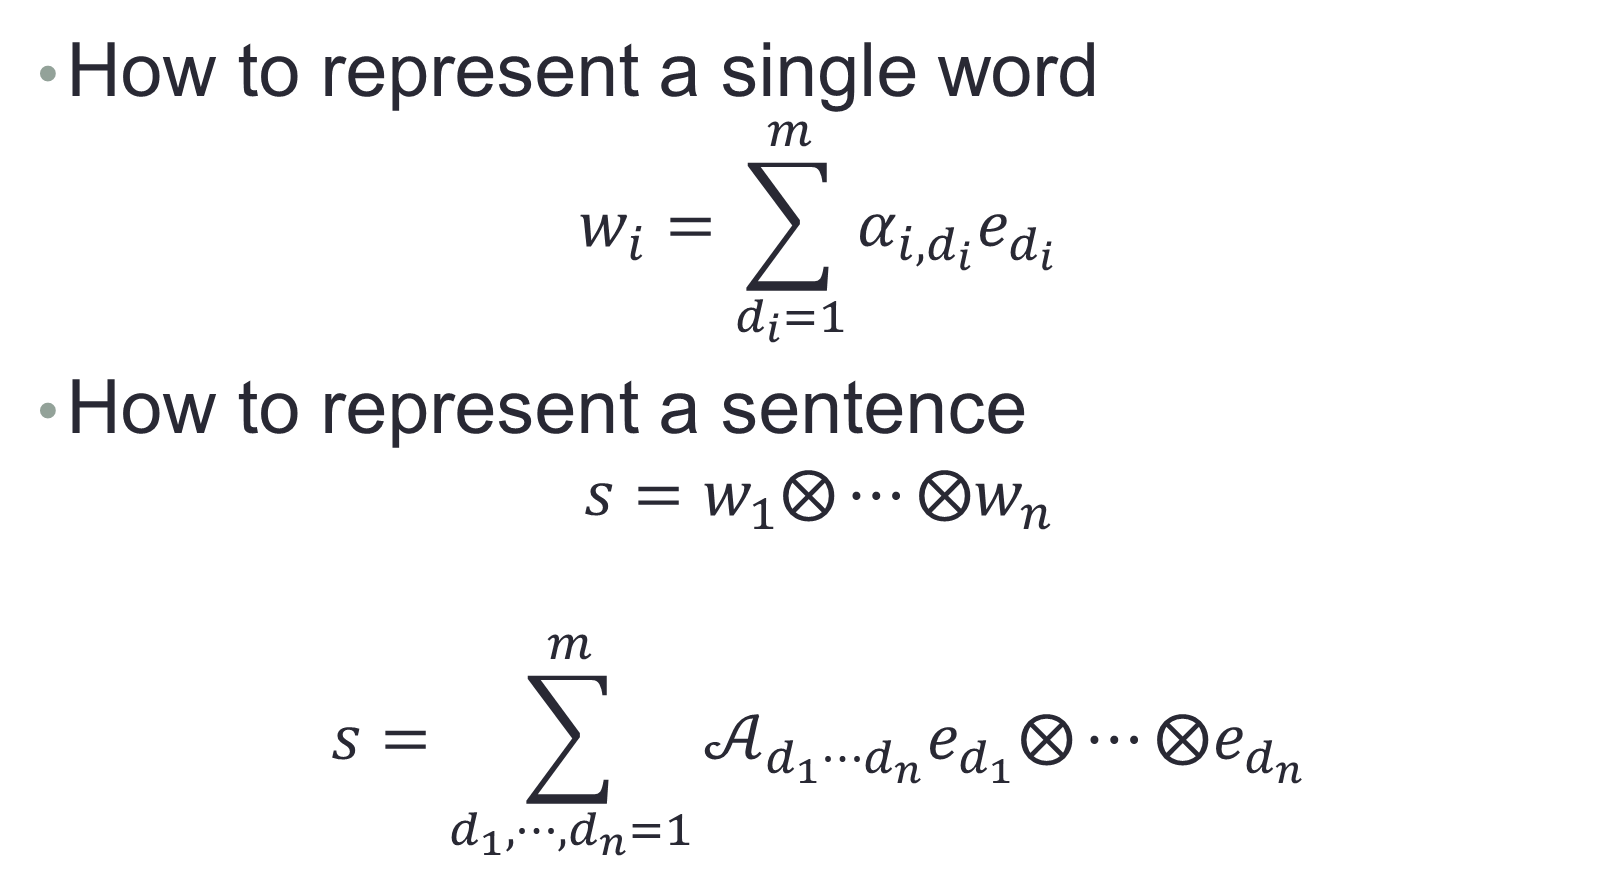 • How to represent a single word
$w_i = \sum_{d_i=1}^{m} \alpha_{i,d_i} e_{d_i}$
• How to represent a sentence
$s = w_1 \otimes \cdots \otimes w_n$
$s = \sum_{d_1,\cdots,d_n=1}^{m} \mathcal{A}_{d_1 \cdots d_n} e_{d_1} \otimes \cdots \otimes e_{d_n}$